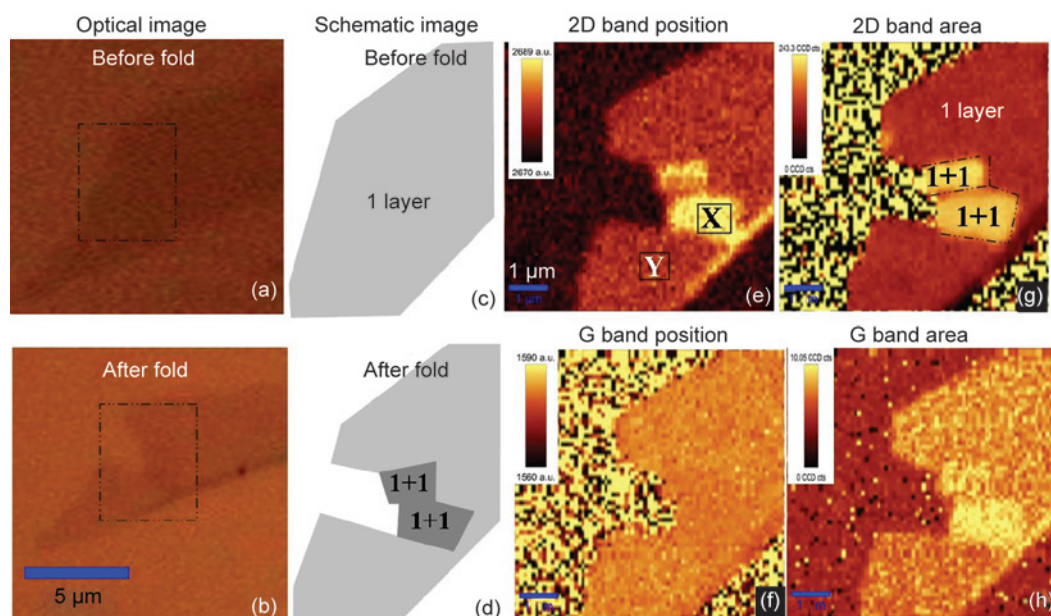 Optical image
Schematic image
2D band position
2D band area
Before fold
(a)
Before fold
1 layer
(c)
2689 a.u.
2670 a.u.
X
Y
1 µm
1 µm
(e)
243.3 CCD cts
0 CCD cts
1 layer
1+1
1+1
(g)
G band position
G band area
After fold
5 µm
(b)
After fold
1+1
1+1
(d)
1590 a.u.
1560 a.u.
(f)
10.05 CCD cts
0 CCD cts
(h)